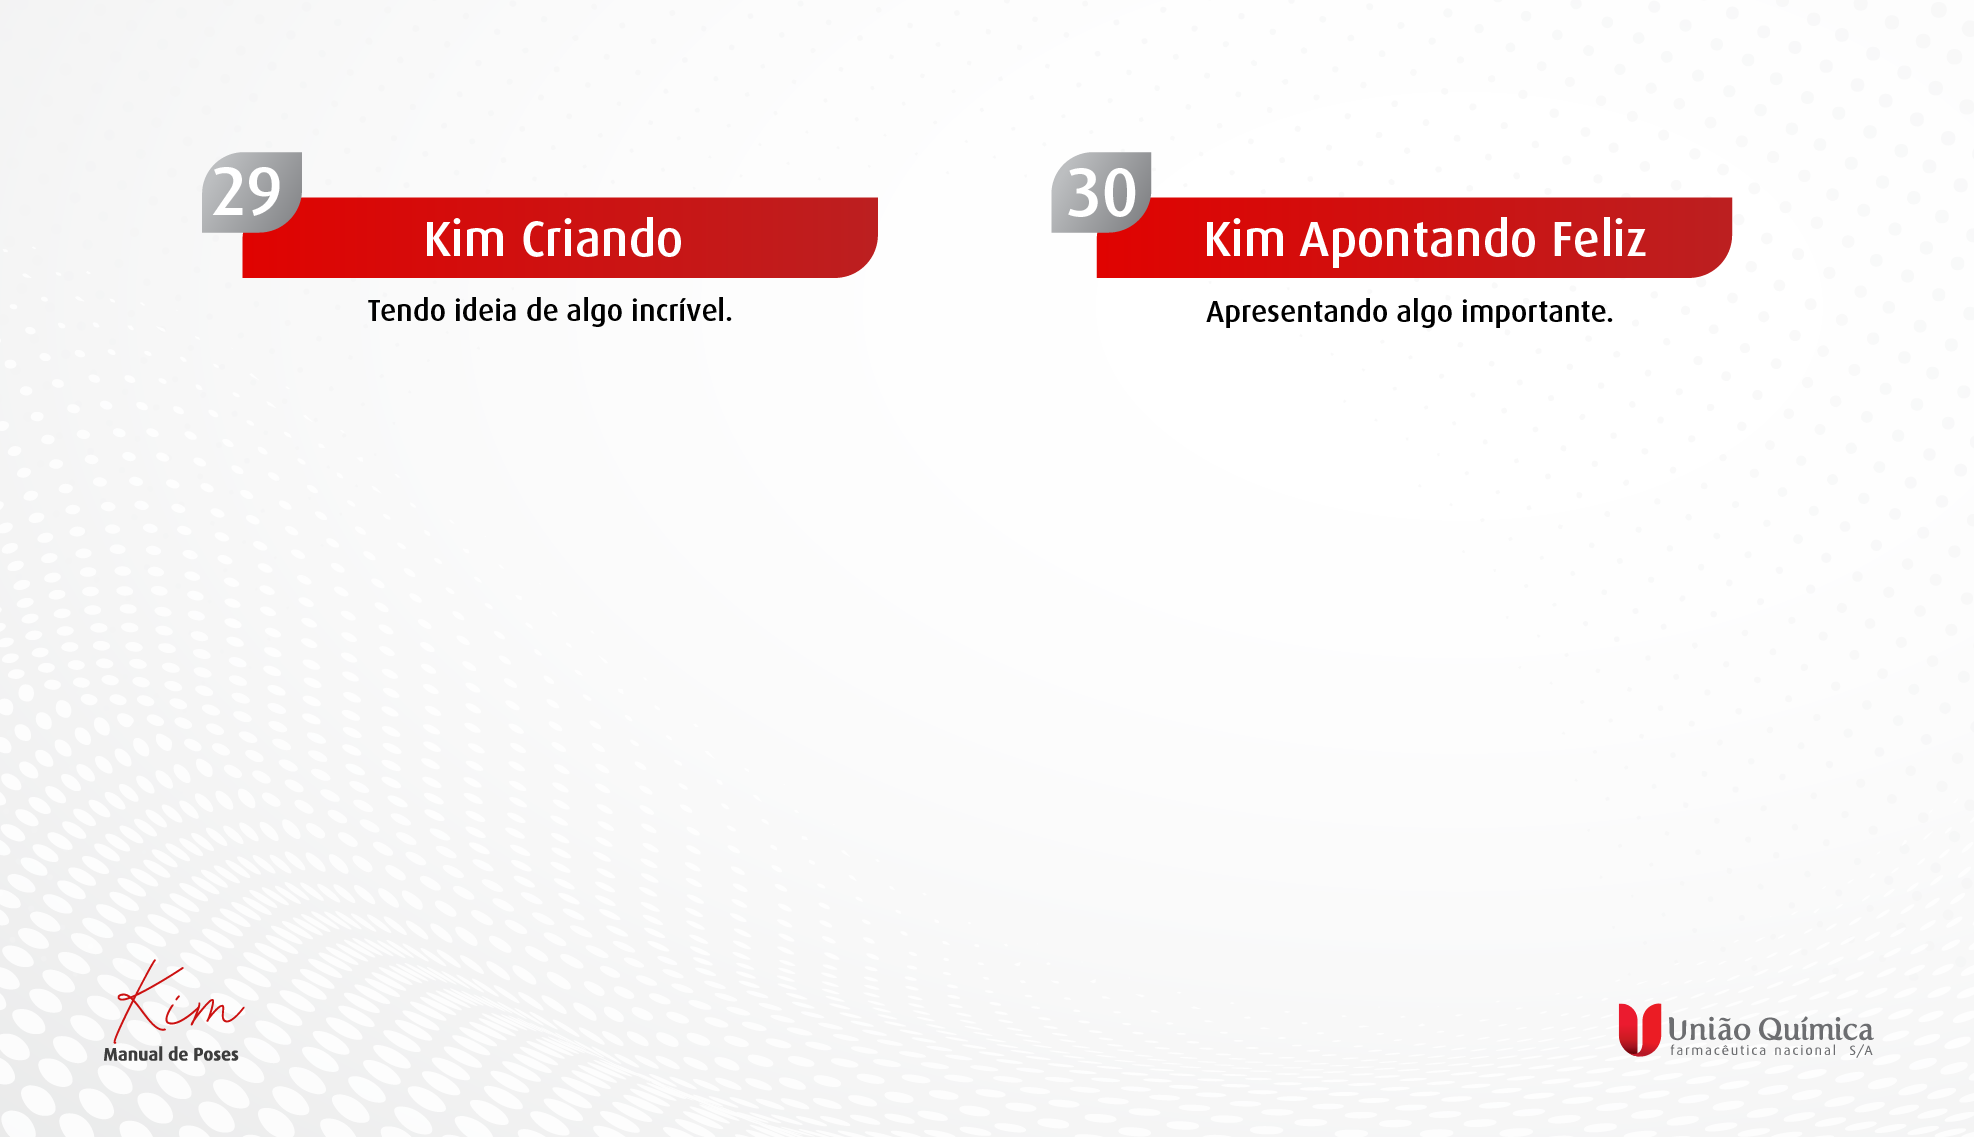 29
Kim Criando
Tendo ideia de algo incrível.
30
Kim Apontando Feliz
Apresentando algo importante.
Kim
Manual de Poses
União Química
farmacêutica nacional S/A